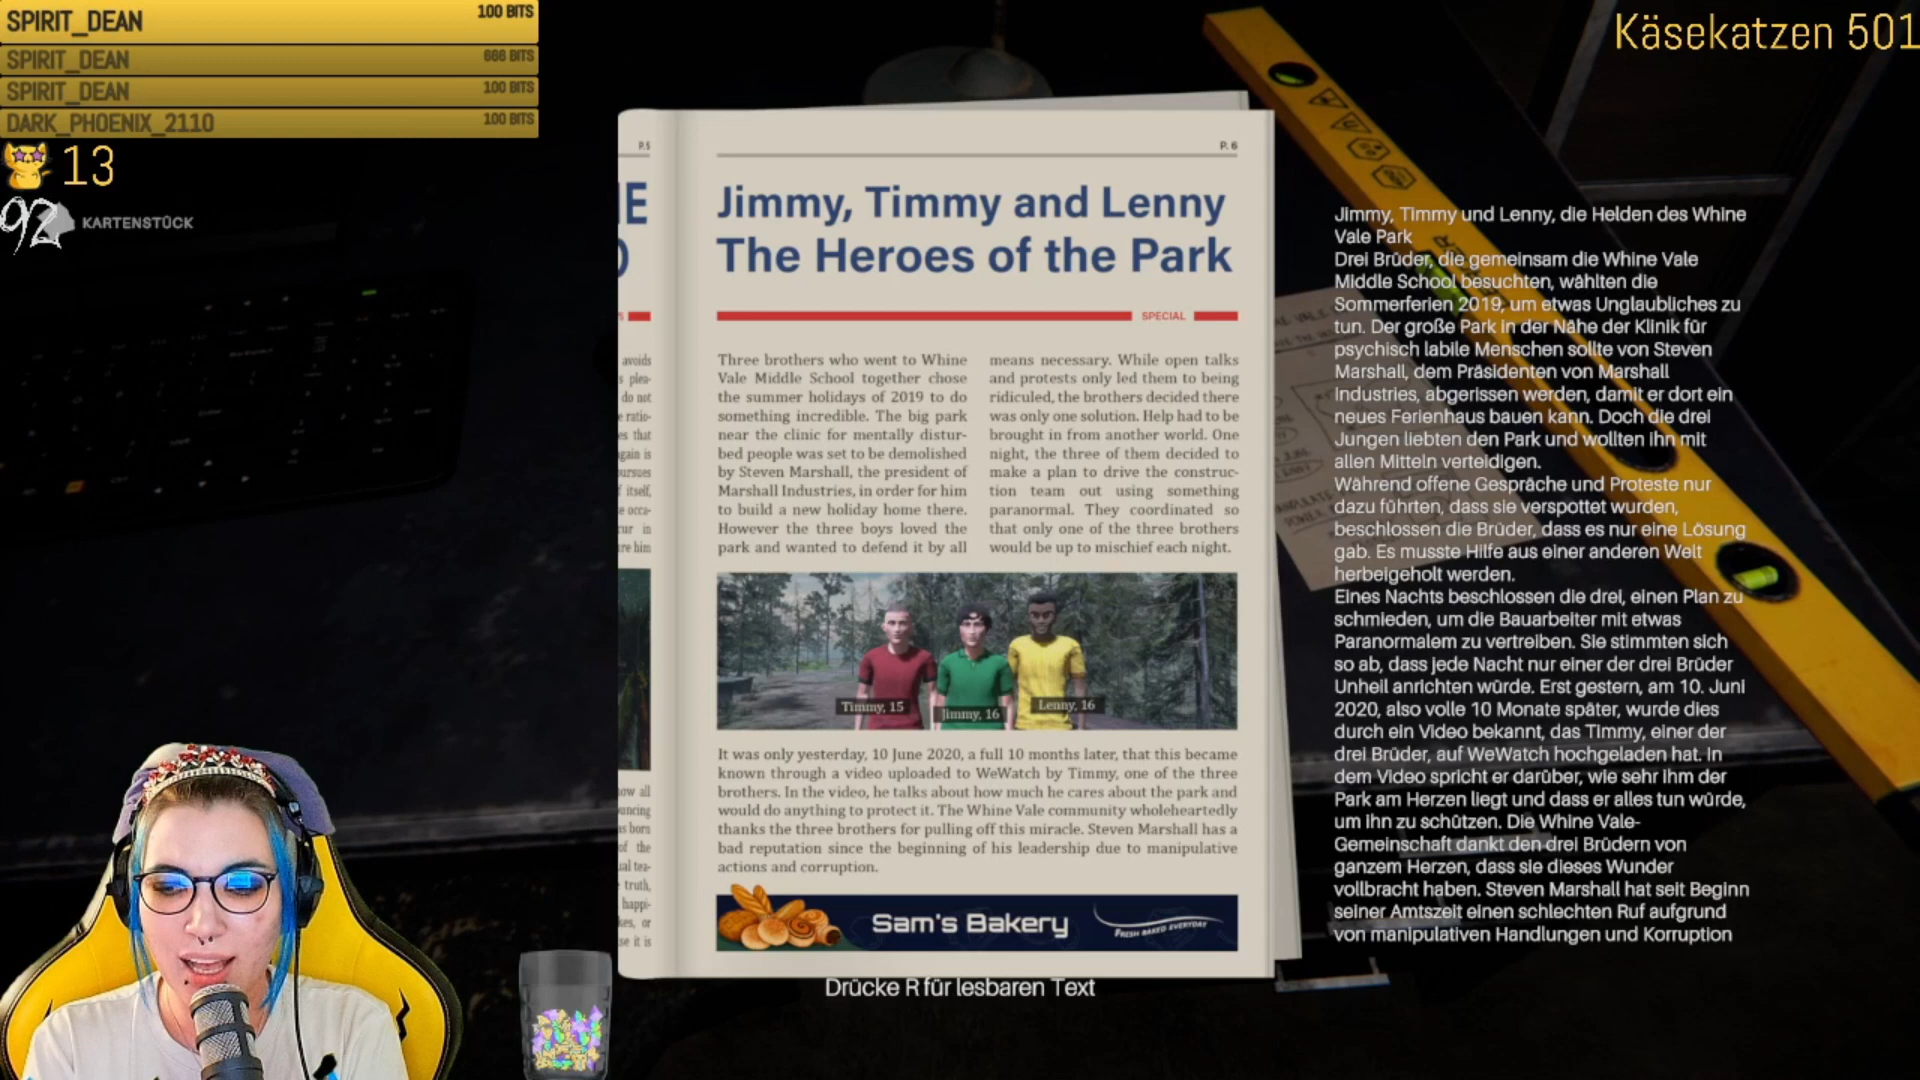 SPIRIT_DEAN 100 BITS
SPIRIT_DEAN 666 BITS
SPIRIT_DEAN 100 BITS
DARK_PHOENIX_2110 100 BITS
13
92 KARTENSTÜCK
Käsekatzen 501
P.5
avoids
do not
that
again is
itself,
in
him
all
born
of the
truth,
or
it is
P. 6
Jimmy, Timmy and Lenny
The Heroes of the Park
SPECIAL
Three brothers who went to Whine
Vale Middle School together chose
the summer holidays of 2019 to do
something incredible. The big park
near the clinic for mentally distur-
bed people was set to be demolished
by Steven Marshall, the president of
Marshall Industries, in order for him
to build a new holiday home there.
However the three boys loved the
park and wanted to defend it by all
means necessary. While open talks
and protests only led them to being
ridiculed, the brothers decided there
was only one solution. Help had to be
brought in from another world. One
night, the three of them decided to
make a plan to drive the construc-
tion team out using something
paranormal. They coordinated so
that only one of the three brothers
would be up to mischief each night.
Timmy, 15
Jimmy, 16
Lenny, 16
It was only yesterday, 10 June 2020, a full 10 months later, that this became
known through a video uploaded to WeWatch by Timmy, one of the three
brothers. In the video, he talks about how much he cares about the park and
would do anything to protect it. The Whine Vale community wholeheartedly
thanks the three brothers for pulling off this miracle. Steven Marshall has a
bad reputation since the beginning of his leadership due to manipulative
actions and corruption.
Sam's Bakery
FRESH BAKED EVERYDAY
Drücke R für lesbaren Text
Jimmy, Timmy und Lenny, die Helden des Whine
Vale Park
Drei Brüder, die gemeinsam die Whine Vale
Middle School besuchten, wählten die
Sommerferien 2019, um etwas Unglaubliches zu
tun. Der große Park in der Nähe der Klinik für
psychisch labile Menschen sollte von Steven
Marshall, dem Präsidenten von Marshall
Industries, abgerissen werden, damit er dort ein
neues Ferienhaus bauen kann. Doch die drei
Jungen liebten den Park und wollten ihn mit
allen Mitteln verteidigen.
Während offene Gespräche und Proteste nur
dazu führten, dass sie verspottet wurden,
beschlossen die Brüder, dass es nur eine Lösung
gab. Es musste Hilfe aus einer anderen Welt
herbeigeholt werden.
Eines Nachts beschlossen die drei, einen Plan zu
schmieden, um die Bauarbeiter mit etwas
Paranormalem zu vertreiben. Sie stimmten sich
so ab, dass jede Nacht nur einer der drei Brüder
Unheil anrichten würde. Erst gestern, am 10. Juni
2020, also volle 10 Monate später, wurde dies
durch ein Video bekannt, das Timmy, einer der
drei Brüder, auf WeWatch hochgeladen hat. In
dem Video spricht er darüber, wie sehr ihm der
Park am Herzen liegt und dass er alles tun würde,
um ihn zu schützen. Die Whine Vale-
Gemeinschaft dankt den drei Brüdern von
ganzem Herzen, dass sie dieses Wunder
vollbracht haben. Steven Marshall hat seit Beginn
seiner Amtszeit einen schlechten Ruf aufgrund
von manipulativen Handlungen und Korruption